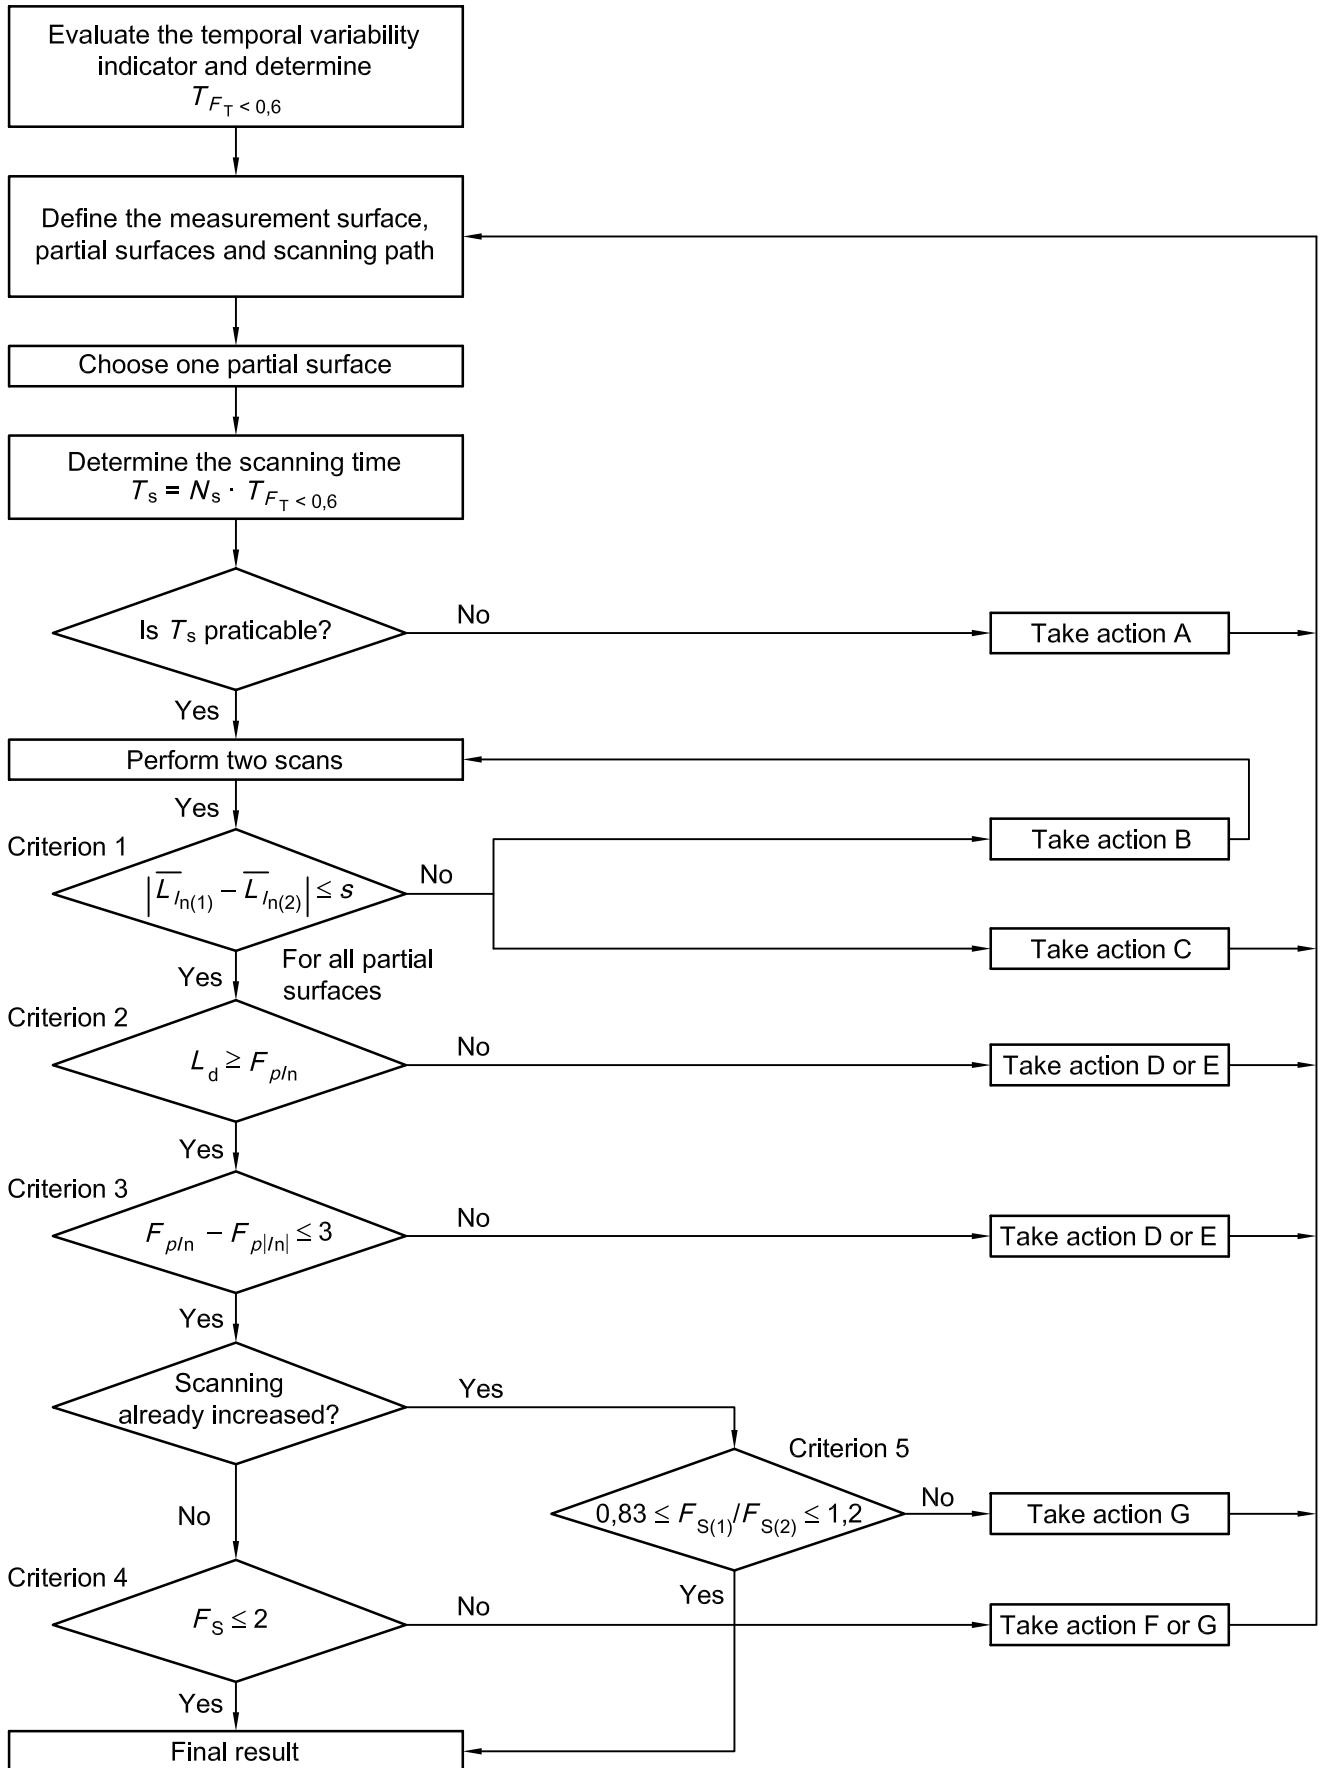 Evaluate the temporal variability
indicator and determine
T_{F_T < 0,6}
Define the measurement surface,
partial surfaces and scanning path
Choose one partial surface
Determine the scanning time
T_s = N_s · T_{F_T < 0,6}
Is T_s praticable?
No
Take action A
Yes
Perform two scans
Yes
Criterion 1
|L̅_{I_{n(1)}} − L̅_{I_{n(2)}}| ≤ s
No
Take action B
Take action C
Yes
For all partial
surfaces
Criterion 2
L_d ≥ F_{pI_n}
No
Take action D or E
Yes
Criterion 3
F_{pI_n} − F_{p|I_n|} ≤ 3
No
Take action D or E
Yes
Scanning
already increased?
Yes
Criterion 5
0,83 ≤ F_{S(1)}/F_{S(2)} ≤ 1,2
No
Take action G
No
Yes
Criterion 4
F_S ≤ 2
No
Take action F or G
Yes
Final result